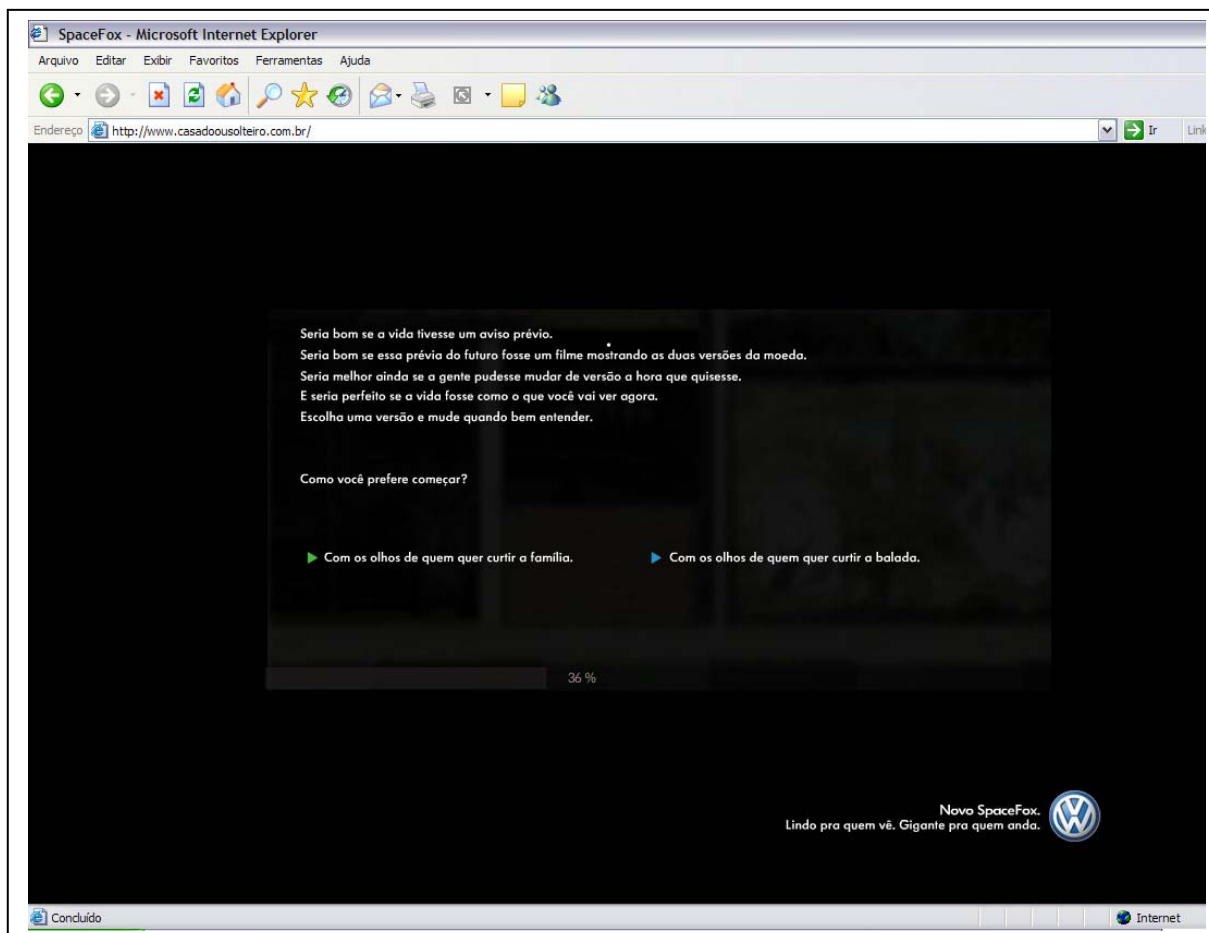 SpaceFox - Microsoft Internet Explorer
Arquivo Editar Exibir Favoritos Ferramentas Ajuda
Endereço http://www.casadoousolteiro.com.br/ Ir Link
Seria bom se a vida tivesse um aviso prévio.
Seria bom se essa prévia do futuro fosse um filme mostrando as duas versões da moeda.
Seria melhor ainda se a gente pudesse mudar de versão a hora que quisesse.
E seria perfeito se a vida fosse como o que você vai ver agora.
Escolha uma versão e mude quando bem entender.
Como você prefere começar?
Com os olhos de quem quer curtir a família. Com os olhos de quem quer curtir a balada.
36 %
Novo SpaceFox.
Lindo pra quem vê. Gigante pra quem anda.
Concluído Internet